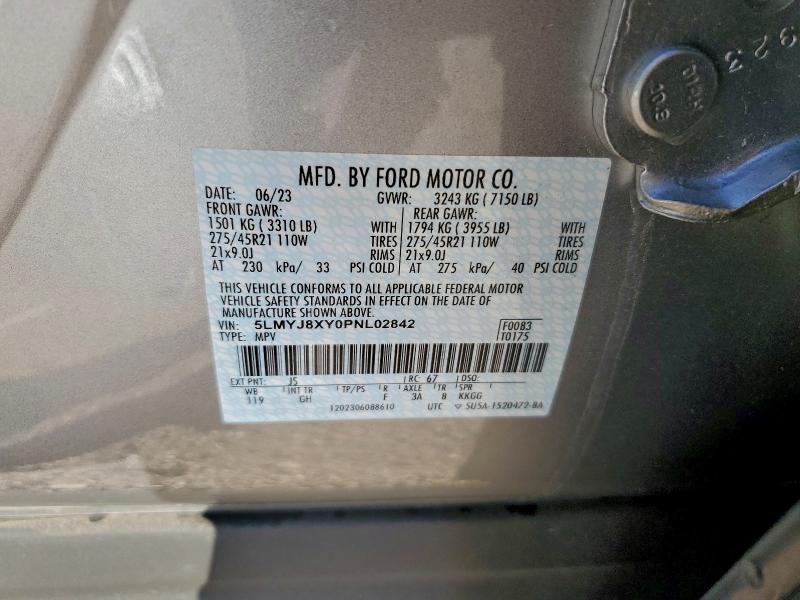 923
MFD. BY FORD MOTOR CO.
DATE: 06/23 GVWR: 3243 KG ( 7150 LB)
FRONT GAWR: REAR GAWR:
1501 KG ( 3310 LB) WITH 1794 KG ( 3955 LB) WITH
275/45R21 110W TIRES 275/45R21 110W TIRES
21x9.0J RIMS 21x9.0J RIMS
AT 230 kPa/ 33 PSI COLD AT 275 kPa/ 40 PSI COLD
THIS VEHICLE CONFORMS TO ALL APPLICABLE FEDERAL MOTOR
VEHICLE SAFETY STANDARDS IN EFFECT ON THE DATE OF
MANUFACTURE SHOWN ABOVE.
VIN: 5LMYJ8XY0PNL02842 F0083
TYPE: MPV T0175
EXT PNT: JS RC: 67 DSO:
WB INT TR TP/PS R AXLE TR SPR
119 GH F 3A 8 KKGG
1202306088610 UTC ▽ 5U5A-1520472-BA